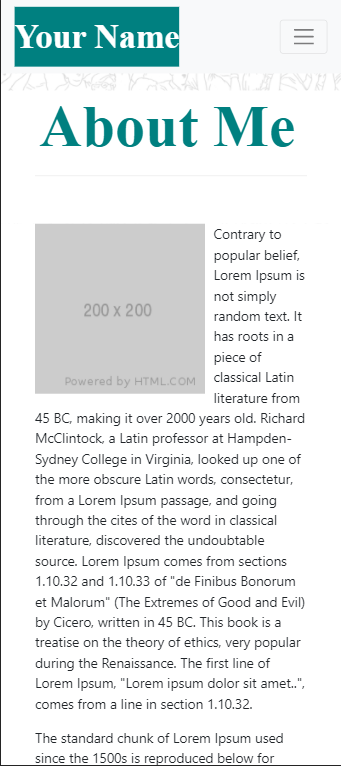 Your Name
About Me
200 x 200
Powered by HTML.COM
Contrary to
popular belief,
Lorem Ipsum is
not simply
random text. It
has roots in a
piece of
classical Latin
literature from
45 BC, making it over 2000 years old. Richard
McClintock, a Latin professor at Hampden-
Sydney College in Virginia, looked up one of
the more obscure Latin words, consectetur,
from a Lorem Ipsum passage, and going
through the cites of the word in classical
literature, discovered the undoubtable
source. Lorem Ipsum comes from sections
1.10.32 and 1.10.33 of "de Finibus Bonorum
et Malorum" (The Extremes of Good and Evil)
by Cicero, written in 45 BC. This book is a
treatise on the theory of ethics, very popular
during the Renaissance. The first line of
Lorem Ipsum, "Lorem ipsum dolor sit amet..",
comes from a line in section 1.10.32.
The standard chunk of Lorem Ipsum used
since the 1500s is reproduced below for